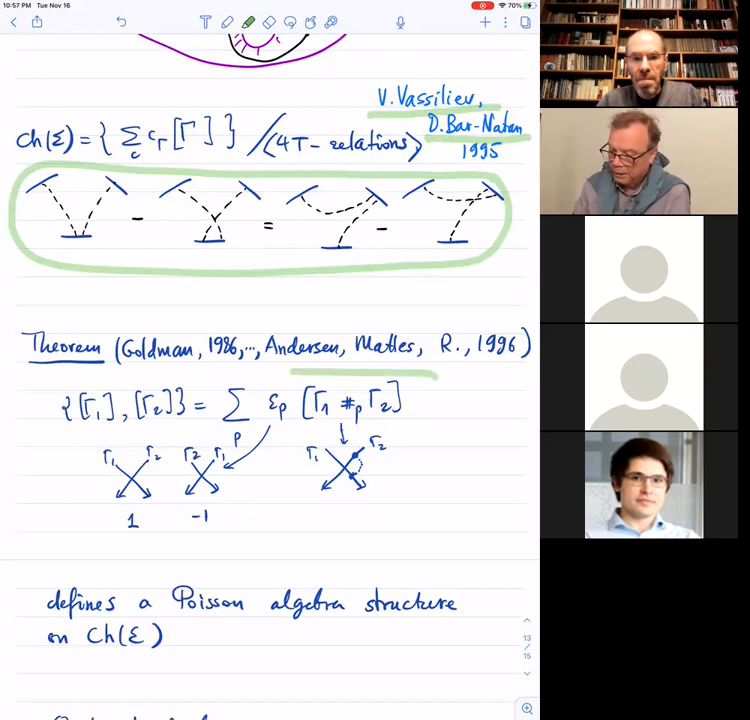 10:57 PM Tue Nov 16
70%
V. Vassiliev,
D. Bar-Natan
1995
Ch(Σ) = { Σ_c c_Γ [Γ] } / (4T-relations)
- = -
Theorem (Goldman, 1986, ..., Andersen, Mattes, R., 1996)
{[Γ₁], [Γ₂]} = Σ_p ε_p [Γ₁ #_p Γ₂]
Γ₁ Γ₂ Γ₂ Γ₁ Γ₁ Γ₂
1 -1
defines a Poisson algebra structure
on Ch(Σ)
13
/
15